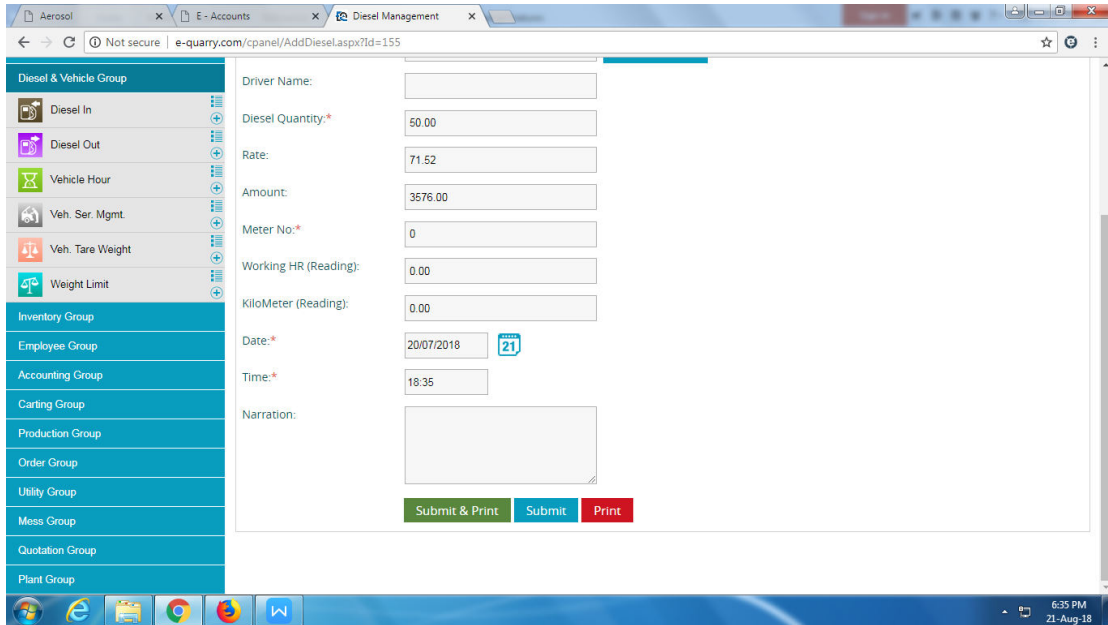 Aerosol
E - Accounts
Diesel Management
Not secure | e-quarry.com/cpanel/AddDiesel.aspx?Id=155
Diesel & Vehicle Group
Diesel In
Diesel Out
Vehicle Hour
Veh. Ser. Mgmt.
Veh. Tare Weight
Weight Limit
Inventory Group
Employee Group
Accounting Group
Carting Group
Production Group
Order Group
Utility Group
Mess Group
Quotation Group
Plant Group
Driver Name:
Diesel Quantity:* 50.00
Rate: 71.52
Amount: 3576.00
Meter No:* 0
Working HR (Reading): 0.00
KiloMeter (Reading): 0.00
Date:* 20/07/2018 21
Time:* 18:35
Narration:
Submit & Print Submit Print
6:35 PM
21-Aug-18